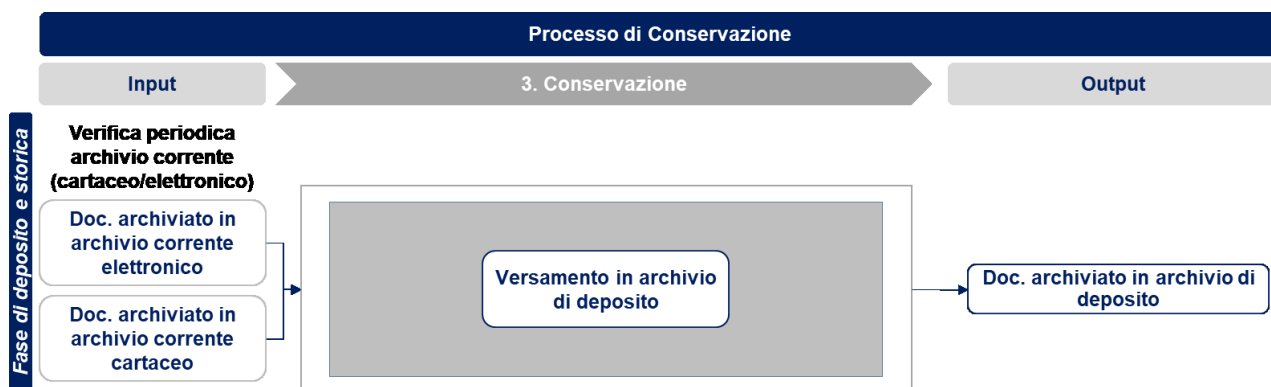 Processo di Conservazione
Input
3. Conservazione
Output
Fase di deposito e storica
Verifica periodica
archivio corrente
(cartaceo/elettronico)
Doc. archiviato in
archivio corrente
elettronico
Doc. archiviato in
archivio corrente
cartaceo
Versamento in archivio
di deposito
Doc. archiviato in archivio di
deposito